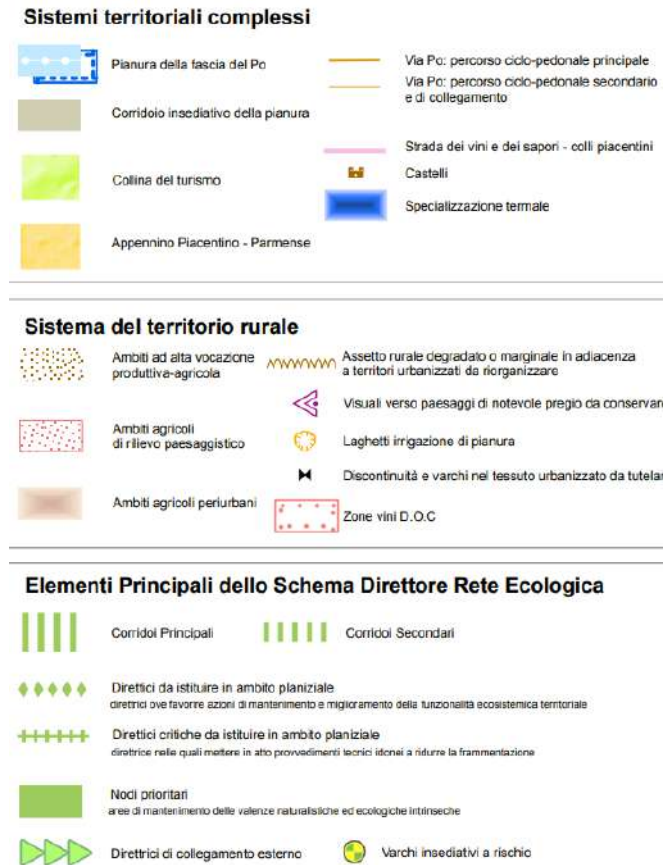 Sistemi territoriali complessi
Pianura della fascia del Po
Corridoio insediativo della pianura
Collina del turismo
Appennino Piacentino - Parmense
Via Po: percorso ciclo-pedonale principale
Via Po: percorso ciclo-pedonale secondario
e di collegamento
Strada dei vini e dei sapori - colli piacentini
Castelli
Specializzazione termale
Sistema del territorio rurale
Ambiti ad alta vocazione
produttiva-agricola
Ambiti agricoli
di rilievo paesaggistico
Ambiti agricoli periurbani
Assetto rurale degradato o marginale in adiacenza
a territori urbanizzati da riorganizzare
Visuali verso paesaggi di notevole pregio da conservare
Laghetti irrigazione di pianura
Discontinuità e varchi nel tessuto urbanizzato da tutelar
Zone vini D.O.C
Elementi Principali dello Schema Direttore Rete Ecologica
Corridoi Principali
Corridoi Secondari
Direttici da istituire in ambito planiziale
direttrici ove favorire azioni di mantenimento e miglioramento della funzionalità ecosistemica territoriale
Direttici critiche da istituire in ambito planiziale
direttrice nelle quali mettere in atto provvedimenti tecnici idonei a ridurre la frammentazione
Nodi prioritari
aree di mantenimento delle valenze naturalistiche ed ecologiche intrinseche
Direttrici di collegamento esterno
Varchi insediativi a rischio